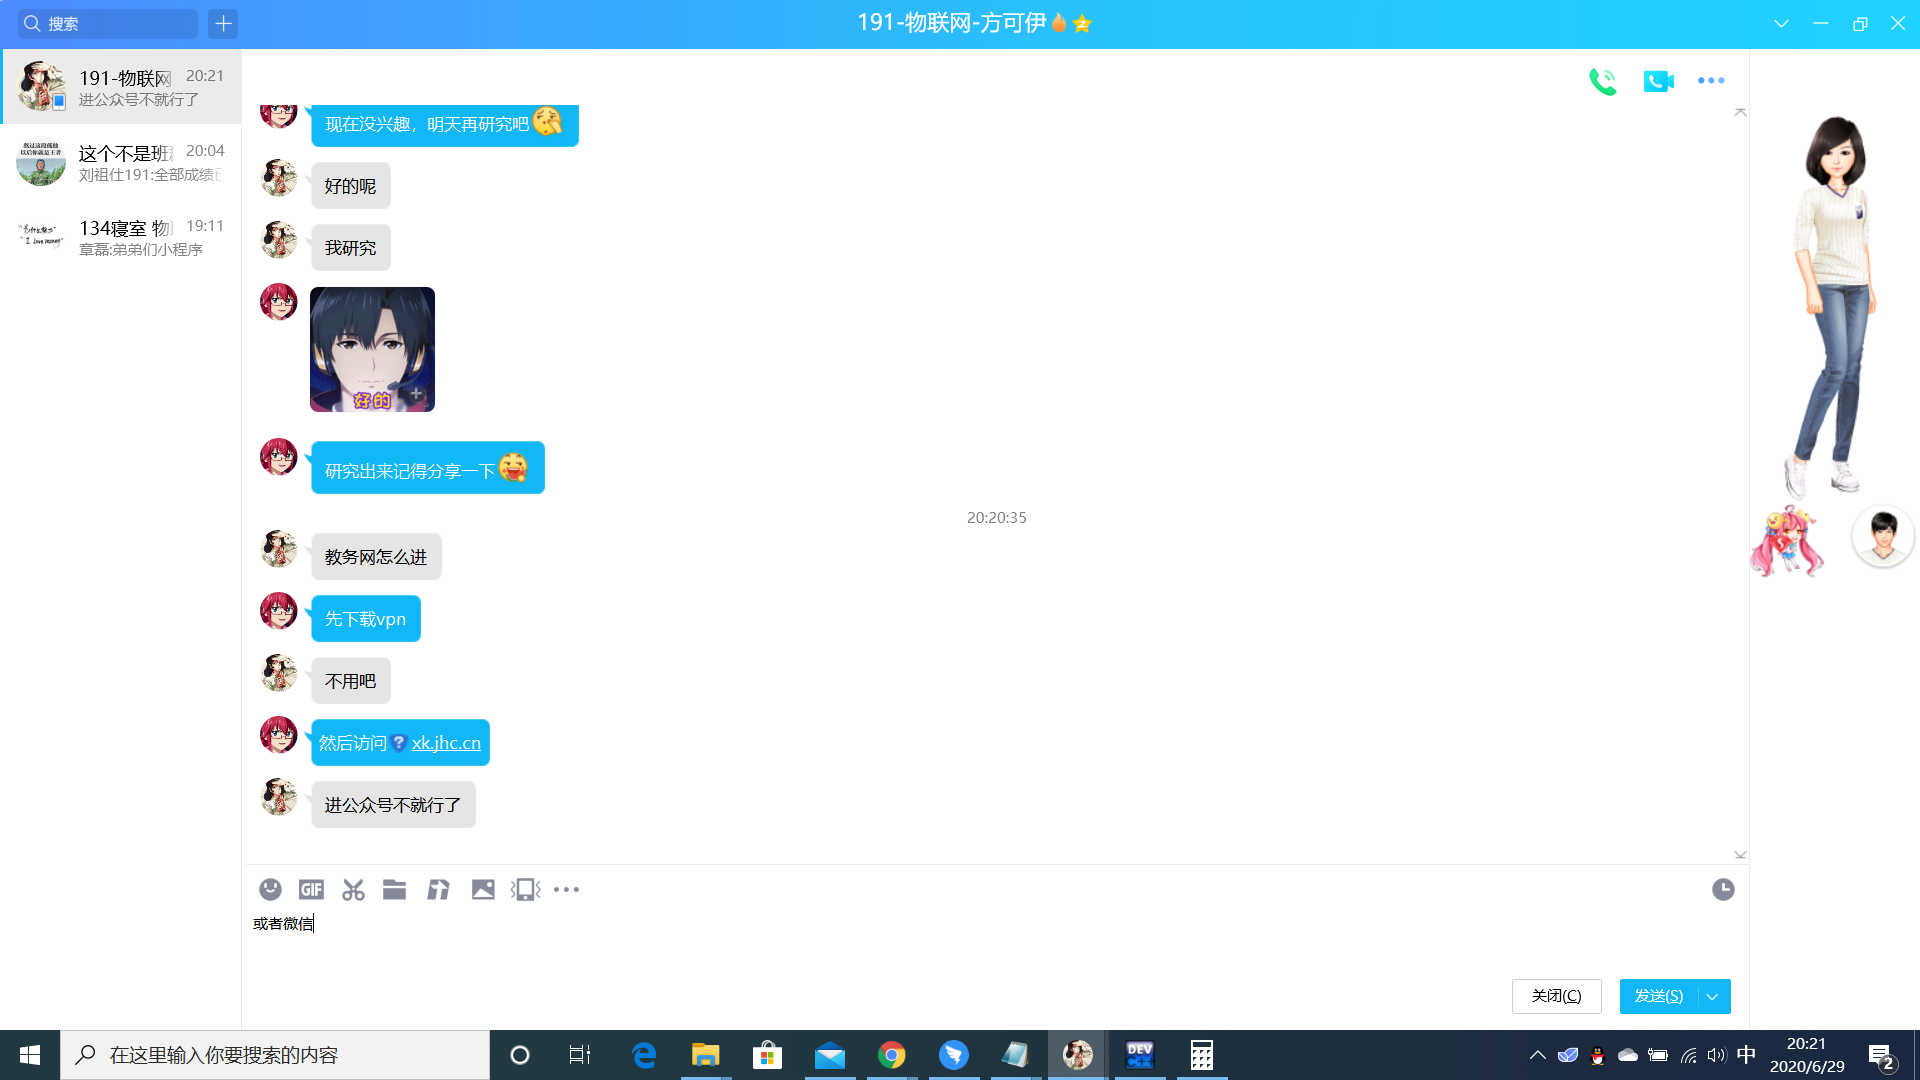 搜索
191-物联网-方可伊
191-物联网
20:21
进公众号不就行了
这个不是班
20:04
刘祖仕191:全部成绩已
134寝室 物
19:11
章磊:弟弟们小程序
现在没兴趣，明天再研究吧
好的呢
我研究
好的
研究出来记得分享一下
20:20:35
教务网怎么进
先下载vpn
不用吧
然后访问 xk.jhc.cn
进公众号不就行了
GIF
或者微信
关闭(C)
发送(S)
在这里输入你要搜索的内容
DEV
C++
中
20:21
2020/6/29
2